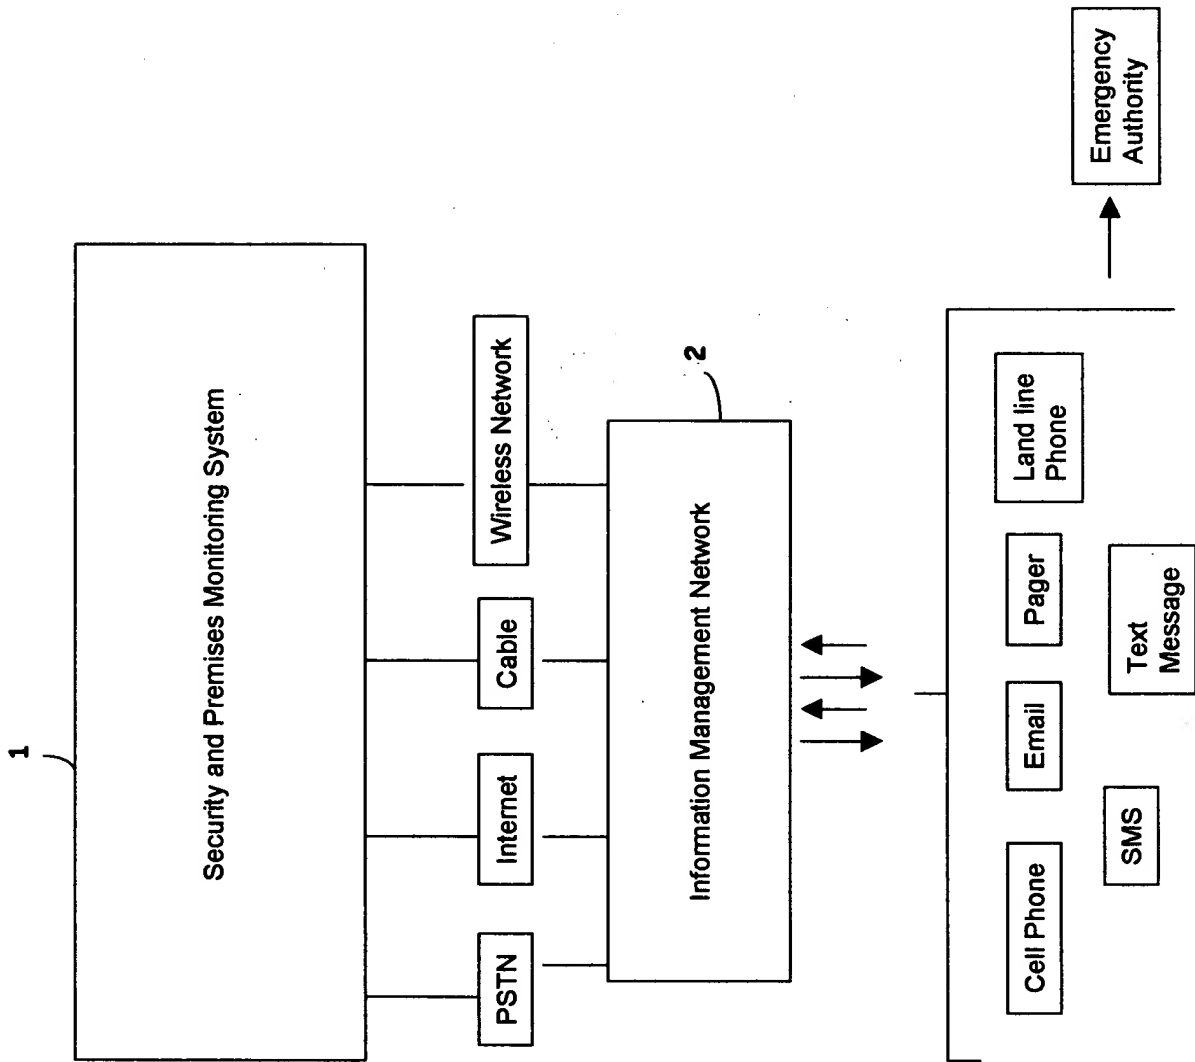 1
Security and Premises Monitoring System
PSTN
Internet
Cable
Wireless Network
2
Information Management Network
Cell Phone
Email
Pager
Land line
Phone
SMS
Text
Message
Emergency
Authority